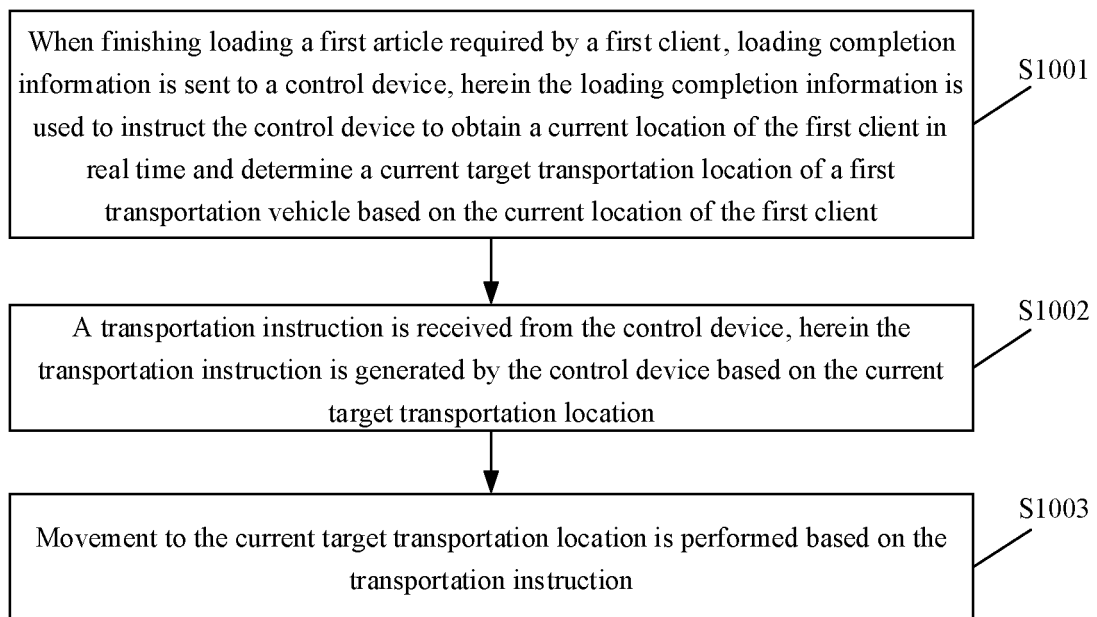 When finishing loading a first article required by a first client, loading completion
information is sent to a control device, herein the loading completion information is
used to instruct the control device to obtain a current location of the first client in
real time and determine a current target transportation location of a first
transportation vehicle based on the current location of the first client
S1001
A transportation instruction is received from the control device, herein the
transportation instruction is generated by the control device based on the current
target transportation location
S1002
Movement to the current target transportation location is performed based on the
transportation instruction
S1003